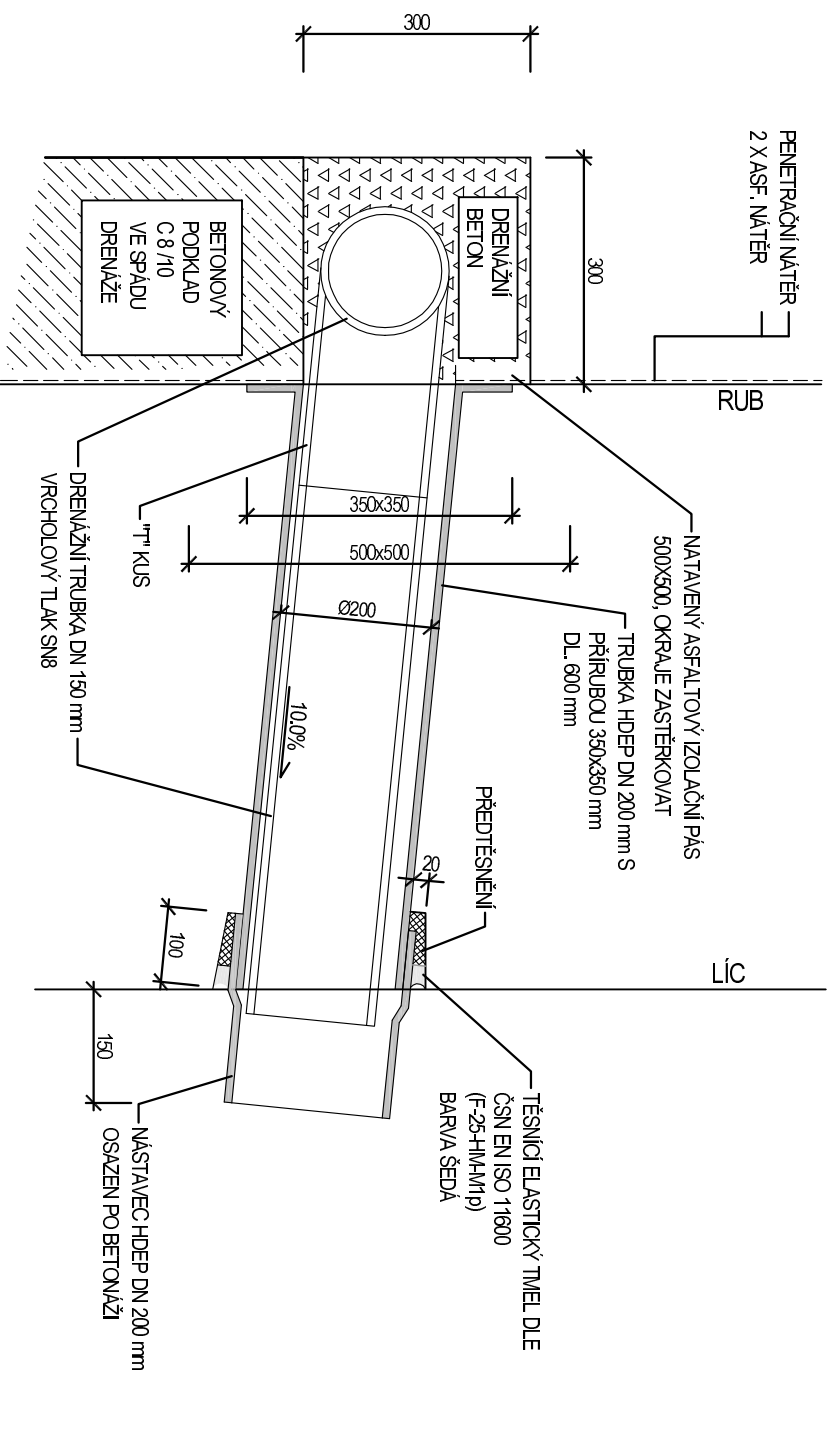 PENETRAČNÍ NÁTĚR
2 X ASF. NÁTĚR
RUB
LÍC
300
300
DRENÁŽNÍ
BETON
BETONOVÝ
PODKLAD
C 8 /10
VE SPÁDU
DRENÁŽE
NATAVENÝ ASFALTOVÝ IZOLAČNÍ PÁS
500X500, OKRAJE ZASTĚRKOVAT
TRUBKA HDEP DN 200 mm S
PŘÍRUBOU 350x350 mm
DL. 600 mm
PŘEDTĚSNĚNÍ
20
TĚSNÍCÍ ELASTICKÝ TMEL DLE
ČSN EN ISO 11600
(F-25-HM-M1p)
BARVA ŠEDÁ
350x350
500x500
Ø200
10.0%
"T" KUS
DRENÁŽNÍ TRUBKA DN 150 mm
VRCHOLOVÝ TLAK SN8
100
150
NÁSTAVEC HDEP DN 200 mm
OSAZEN PO BETONÁŽI